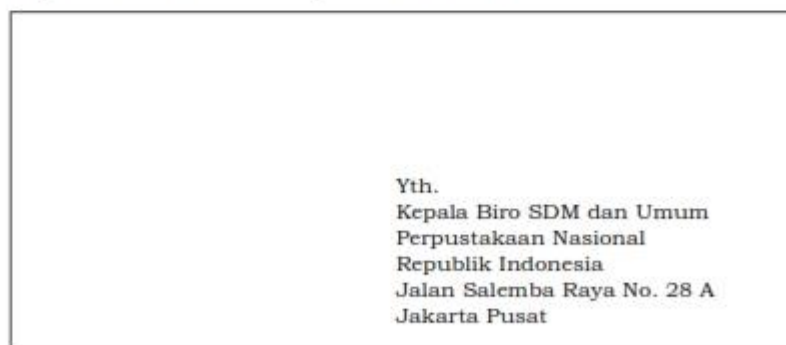 Yth.
Kepala Biro SDM dan Umum
Perpustakaan Nasional
Republik Indonesia
Jalan Salemba Raya No. 28 A
Jakarta Pusat